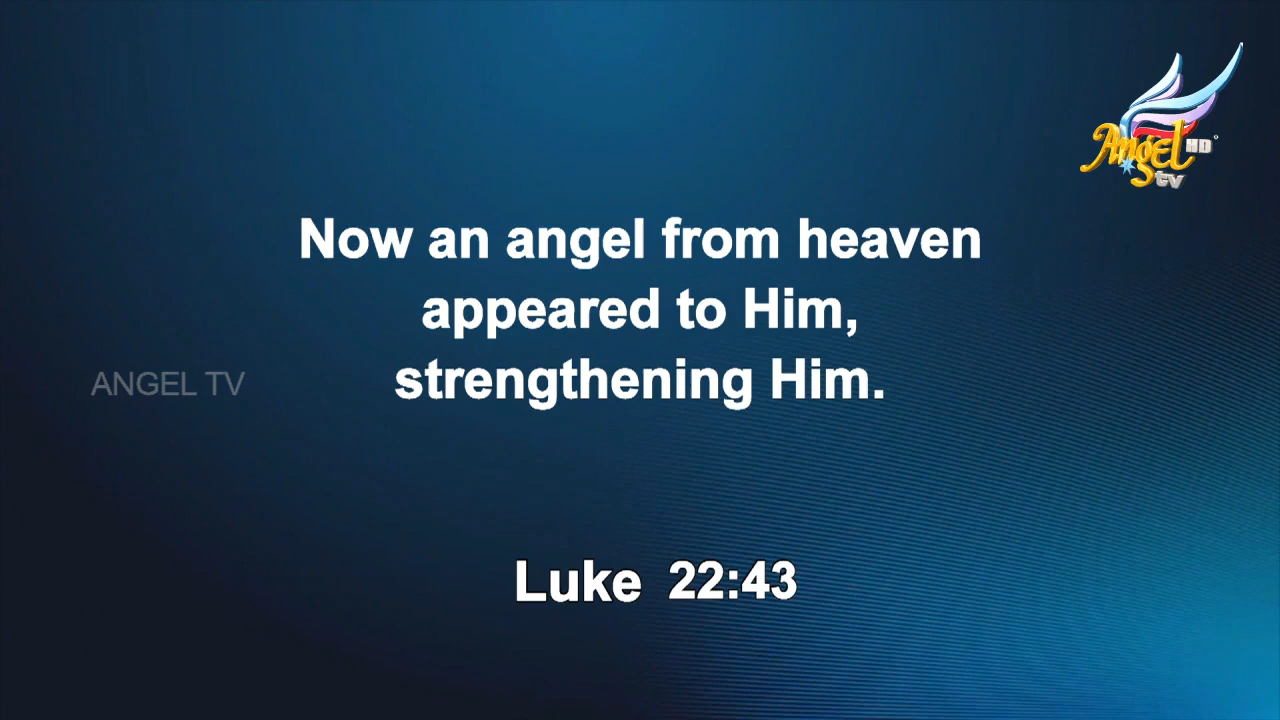 Angel HD
tv
Now an angel from heaven
appeared to Him,
strengthening Him.
ANGEL TV
Luke 22:43